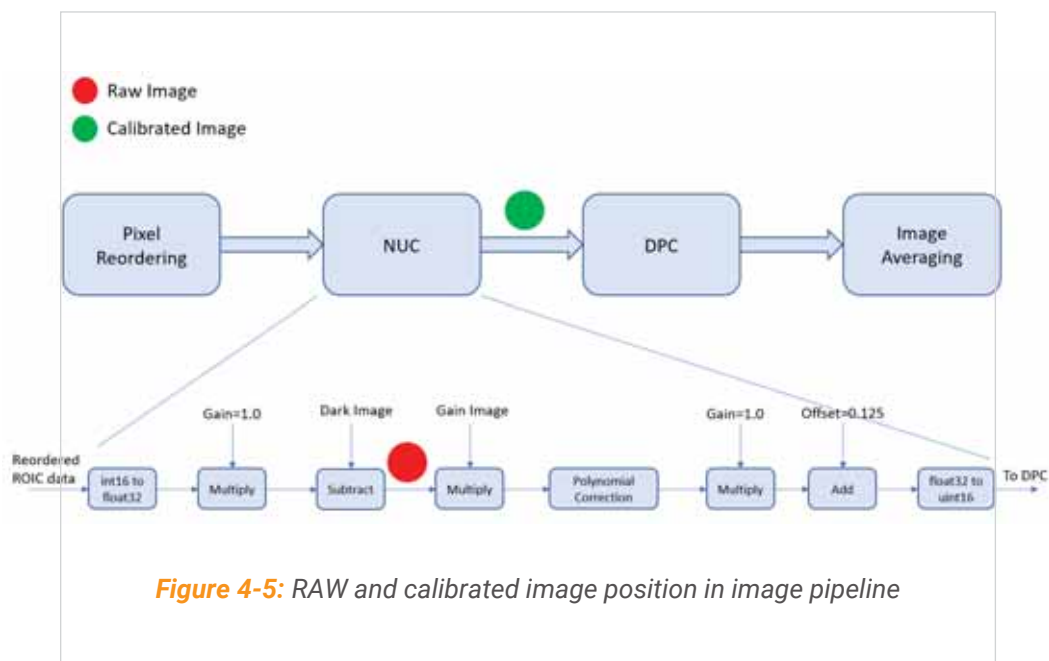 Raw Image
Calibrated Image
Pixel
Reordering
NUC
DPC
Image
Averaging
Gain=1.0
Dark Image
Gain Image
Gain=1.0
Offset=0.125
Reordered
ROIC data
int16 to
float32
Multiply
Subtract
Multiply
Polynomial
Correction
Multiply
Add
float32 to
uint16
To DPC
Figure 4-5: RAW and calibrated image position in image pipeline